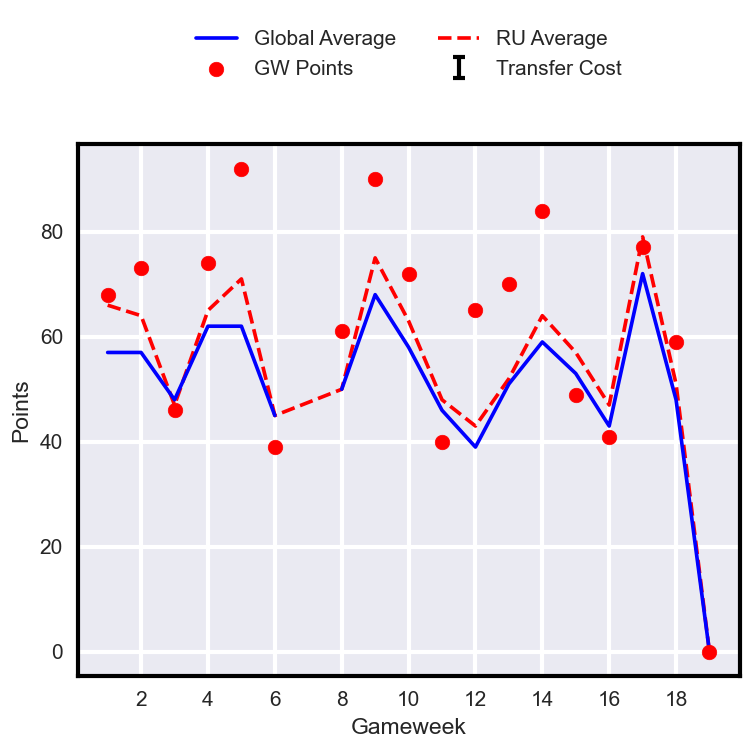 Global Average
RU Average
GW Points
Transfer Cost
Points
80
60
40
20
0
2 4 6 8 10 12 14 16 18
Gameweek